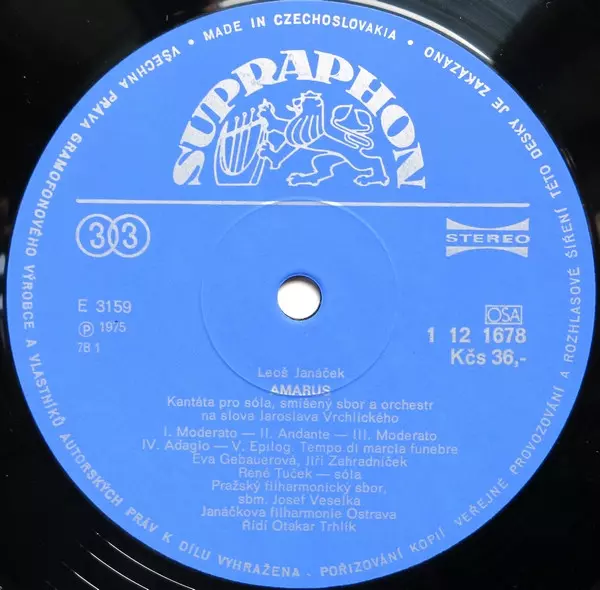 MADE IN CZECHOSLOVAKIA • VŠECHNA PRÁVA GRAMOFONOVÉHO VÝROBCE A VLASTNÍKŮ AUTORSKÝCH PRÁV K DÍLU VYHRAŽENA • POŘIZOVÁNÍ KOPIÍ VEŘEJNÉ PROVOZOVÁNÍ A ROZHLASOVÉ ŠÍŘENÍ TÉTO DESKY JE ZAKÁZÁNO •
SUPRAPHON
33
STEREO
E 3159
℗ 1975
78 1
OSA
1 12 1678
Kčs 36,-
Leoš Janáček
AMARUS
Kantáta pro sóla, smíšený sbor a orchestr
na slova Jaroslava Vrchlického
I. Moderato — II. Andante — III. Moderato
IV. Adagio — V. Epilog. Tempo di marcia funebre
Eva Gebauerová, Jiří Zahradníček
René Tuček — sóla
Pražský filharmonický sbor,
sbm. Josef Veselka
Janáčkova filharmonie Ostrava
Řídí Otakar Trhlík